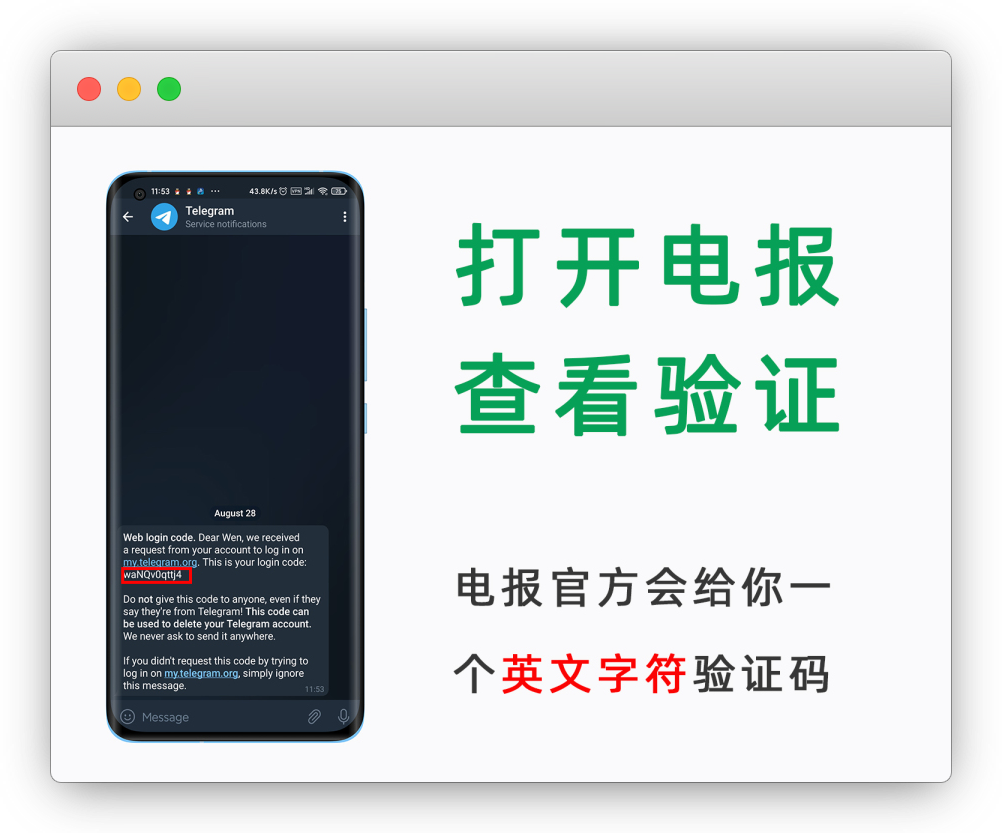 11:53
43.8K/s
VPN
75
Telegram
Service notifications
打开电报
查看验证
August 28
Web login code. Dear Wen, we received
a request from your account to log in on
my.telegram.org. This is your login code:
waNQv0qttj4
Do not give this code to anyone, even if they
say they're from Telegram! This code can
be used to delete your Telegram account.
We never ask to send it anywhere.
If you didn't request this code by trying to
log in on my.telegram.org, simply ignore
this message.
11:53
Message
电报官方会给你一
个英文字符验证码